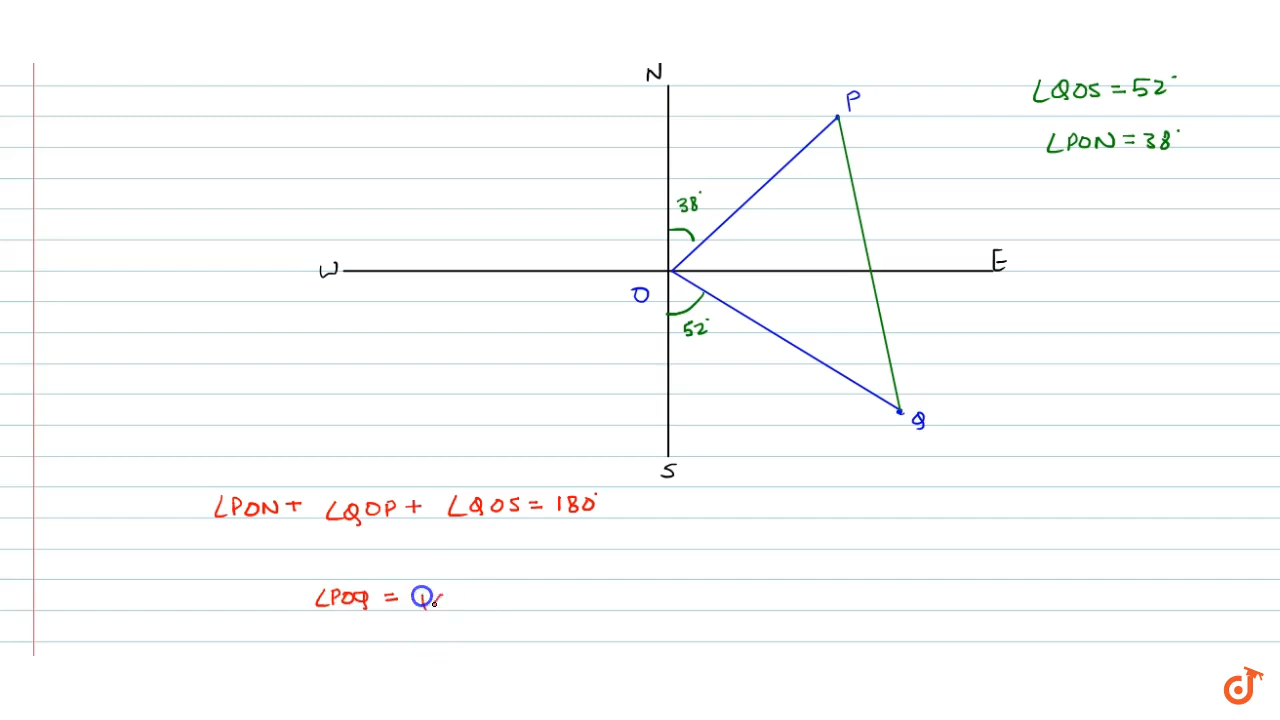 N
P
∠QOS = 52°
∠PON = 38°
38°
W
E
O
52°
Q
S
∠PON + ∠QOP + ∠QOS = 180°
∠POQ =